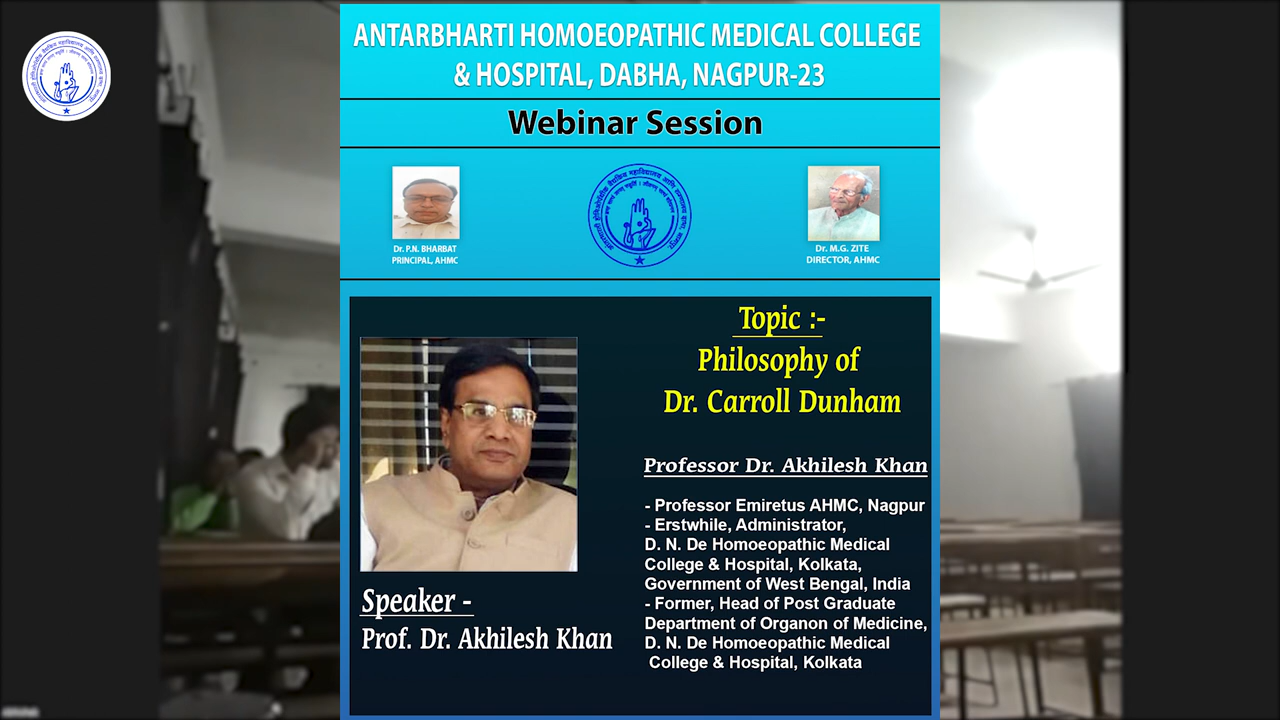 ANTARBHARTI HOMOEOPATHIC MEDICAL COLLEGE
& HOSPITAL, DABHA, NAGPUR-23
Webinar Session
Dr. P.N. BHARBAT
PRINCIPAL, AHMC
Dr. M.G. ZITE
DIRECTOR, AHMC
Topic :-
Philosophy of
Dr. Carroll Dunham
Professor Dr. Akhilesh Khan
- Professor Emiretus AHMC, Nagpur
- Erstwhile, Administrator,
D. N. De Homoeopathic Medical
College & Hospital, Kolkata,
Government of West Bengal, India
- Former, Head of Post Graduate
Department of Organon of Medicine,
D. N. De Homoeopathic Medical
College & Hospital, Kolkata
Speaker -
Prof. Dr. Akhilesh Khan